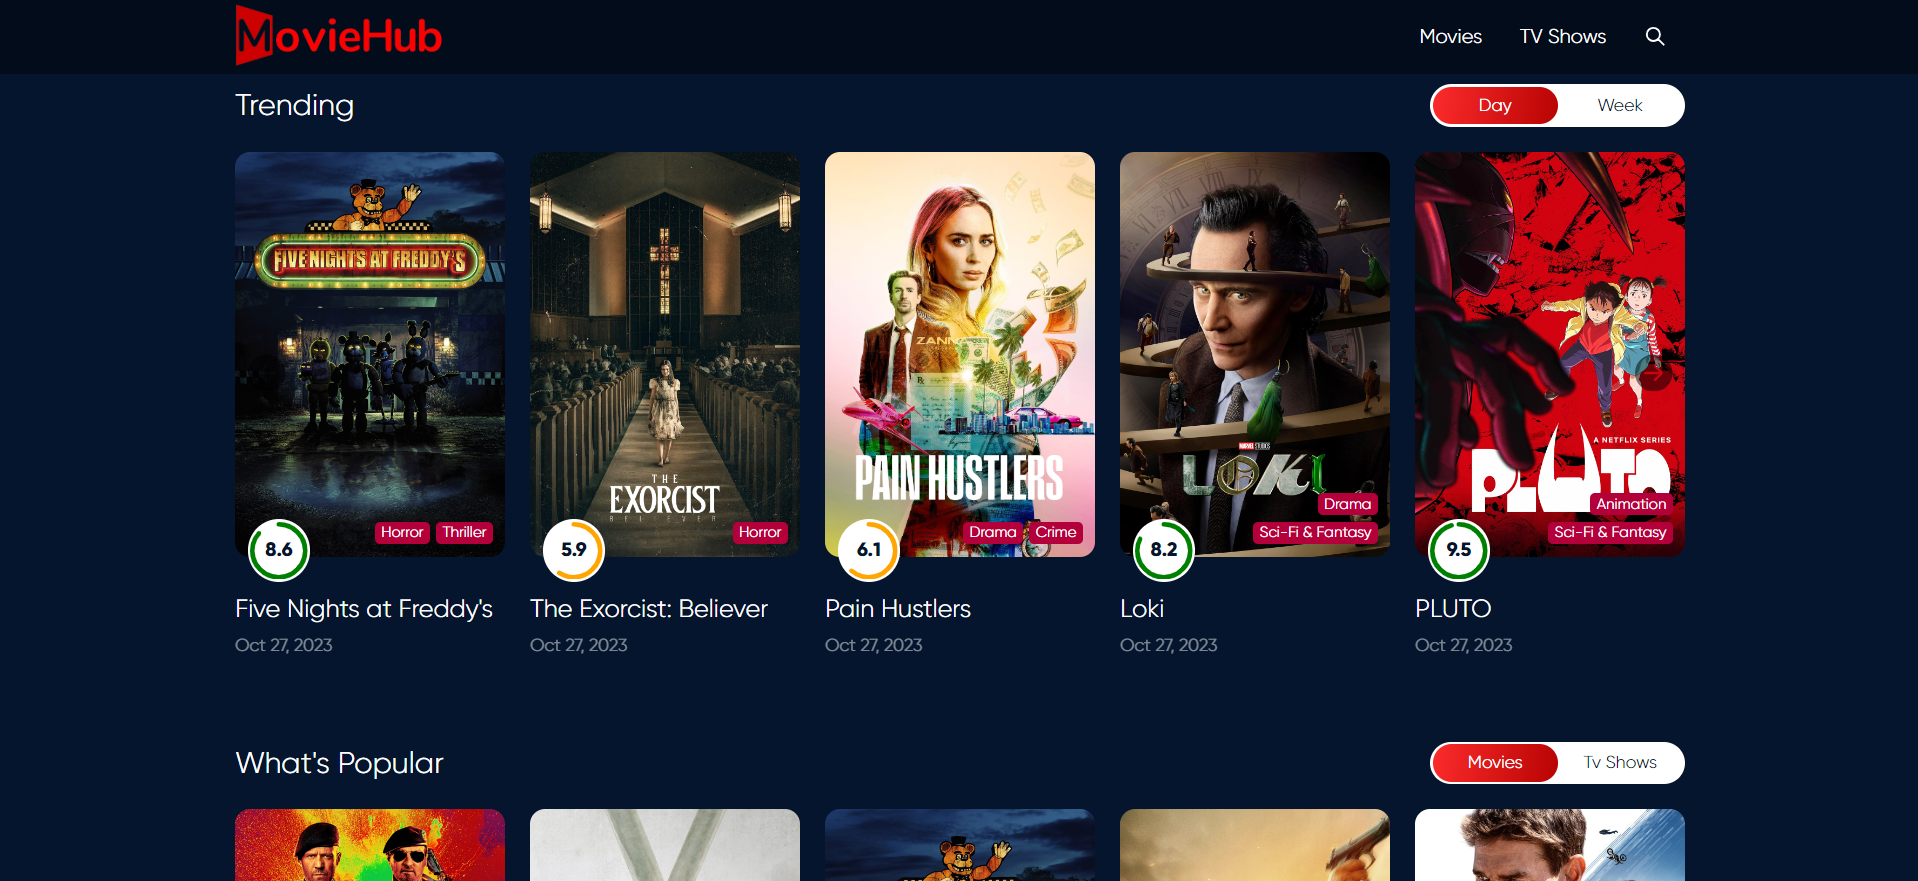 MovieHub
Movies TV Shows
Trending
Day Week
FIVE NIGHTS AT FREDDY'S
8.6
Horror Thriller
Five Nights at Freddy's
Oct 27, 2023
THE
EXORCIST
BELIEVER
5.9
Horror
The Exorcist: Believer
Oct 27, 2023
PAIN HUSTLERS
6.1
Drama Crime
Pain Hustlers
Oct 27, 2023
MARVEL STUDIOS
LOKI
Drama
8.2
Sci-Fi & Fantasy
Loki
Oct 27, 2023
A NETFLIX SERIES
PLUTO
Animation
9.5
Sci-Fi & Fantasy
PLUTO
Oct 27, 2023
What's Popular
Movies Tv Shows